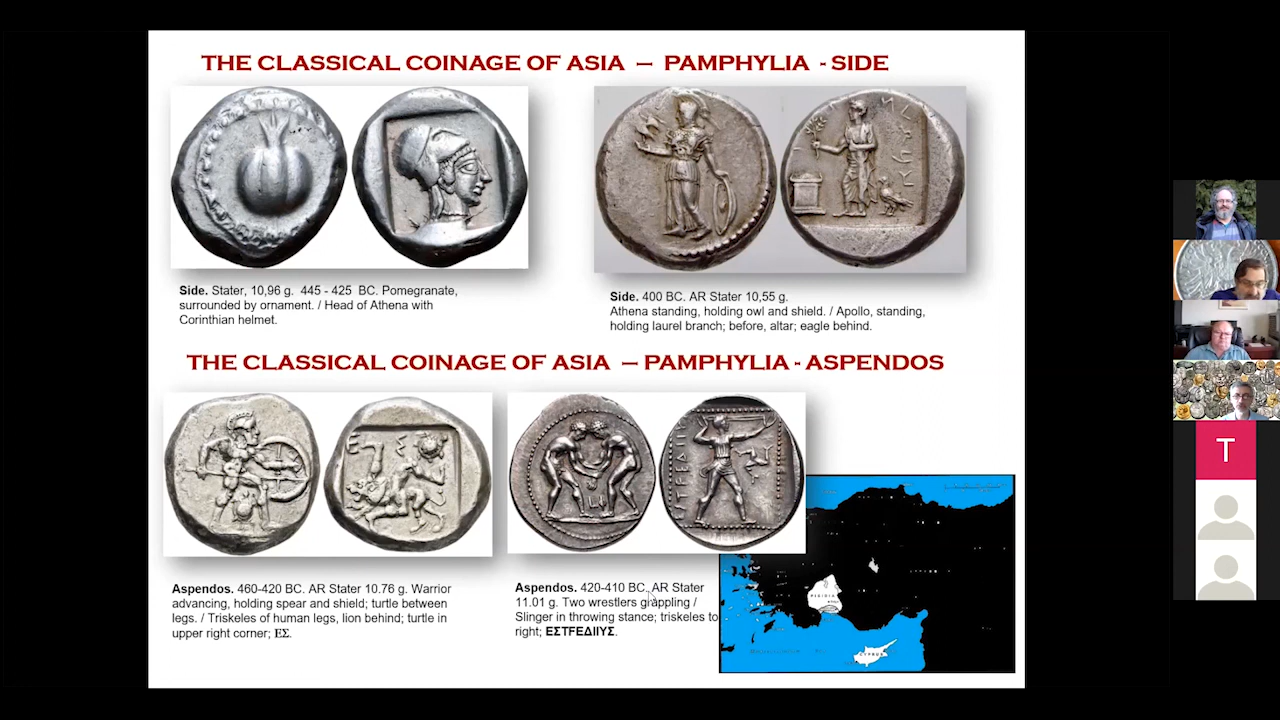 THE CLASSICAL COINAGE OF ASIA – PAMPHYLIA - SIDE
Side. Stater, 10,96 g. 445 - 425 BC. Pomegranate,
surrounded by ornament. / Head of Athena with
Corinthian helmet.
Side. 400 BC. AR Stater 10,55 g.
Athena standing, holding owl and shield. / Apollo, standing,
holding laurel branch; before, altar; eagle behind.
THE CLASSICAL COINAGE OF ASIA – PAMPHYLIA - ASPENDOS
Aspendos. 460-420 BC. AR Stater 10.76 g. Warrior
advancing, holding spear and shield; turtle between
legs. / Triskeles of human legs, lion behind; turtle in
upper right corner; ΕΣ.
Aspendos. 420-410 BC. AR Stater
11.01 g. Two wrestlers grappling /
Slinger in throwing stance; triskeles to
right; ΕΣΤFΕΔΙΙΥΣ.
PISIDIA
CYPRUS
T